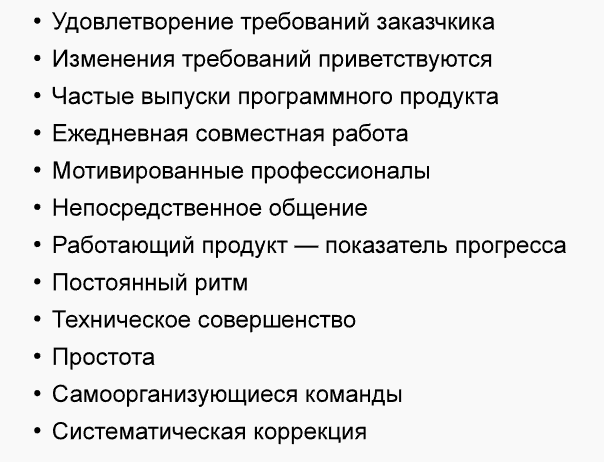 • Удовлетворение требований заказчкика
• Изменения требований приветствуются
• Частые выпуски программного продукта
• Ежедневная совместная работа
• Мотивированные профессионалы
• Непосредственное общение
• Работающий продукт — показатель прогресса
• Постоянный ритм
• Техническое совершенство
• Простота
• Самоорганизующиеся команды
• Систематическая коррекция